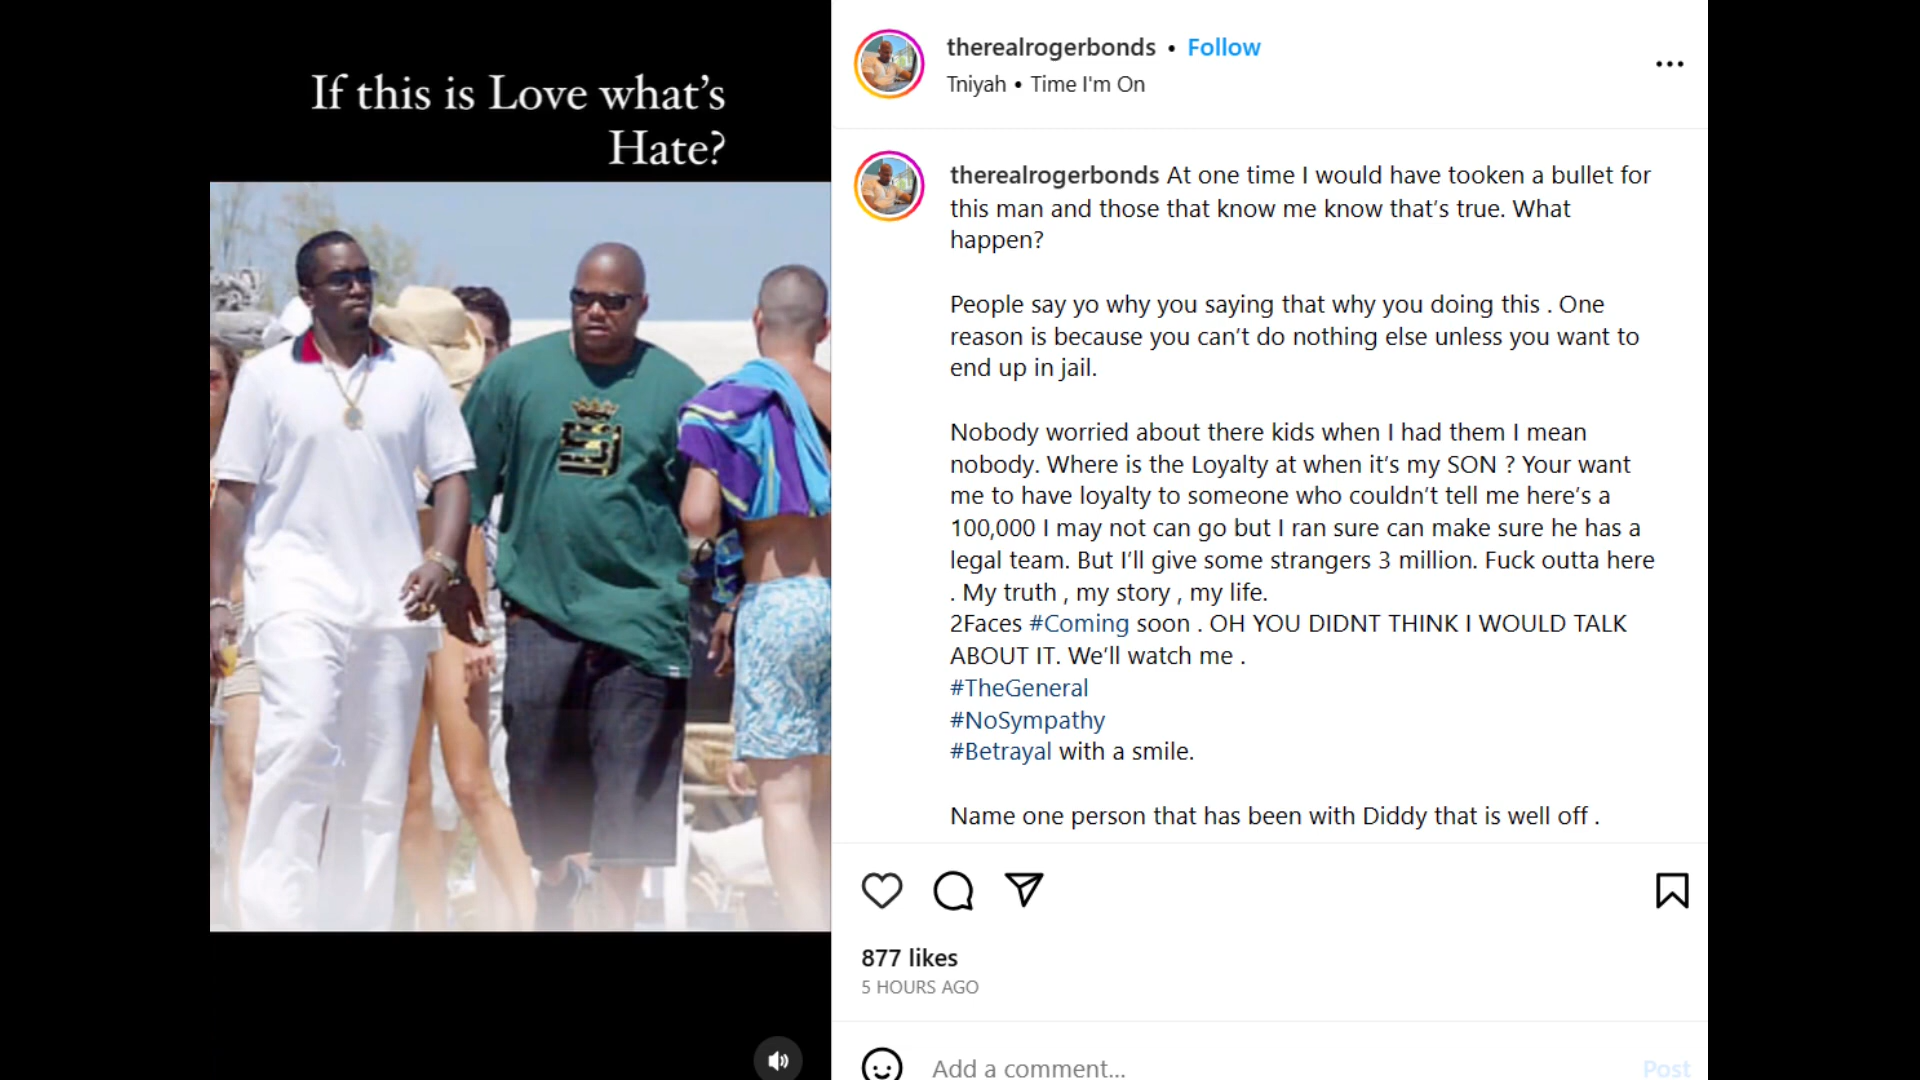 If this is Love what’s
Hate?
therealrogerbonds • Follow
Tniyah • Time I'm On
therealrogerbonds At one time I would have tooken a bullet for
this man and those that know me know that’s true. What
happen?
People say yo why you saying that why you doing this . One
reason is because you can’t do nothing else unless you want to
end up in jail.
Nobody worried about there kids when I had them I mean
nobody. Where is the Loyalty at when it’s my SON ? Your want
me to have loyalty to someone who couldn’t tell me here’s a
100,000 I may not can go but I ran sure can make sure he has a
legal team. But I’ll give some strangers 3 million. Fuck outta here
. My truth , my story , my life.
2Faces #Coming soon . OH YOU DIDNT THINK I WOULD TALK
ABOUT IT. We’ll watch me .
#TheGeneral
#NoSympathy
#Betrayal with a smile.
Name one person that has been with Diddy that is well off .
877 likes
5 HOURS AGO
Add a comment...
Post